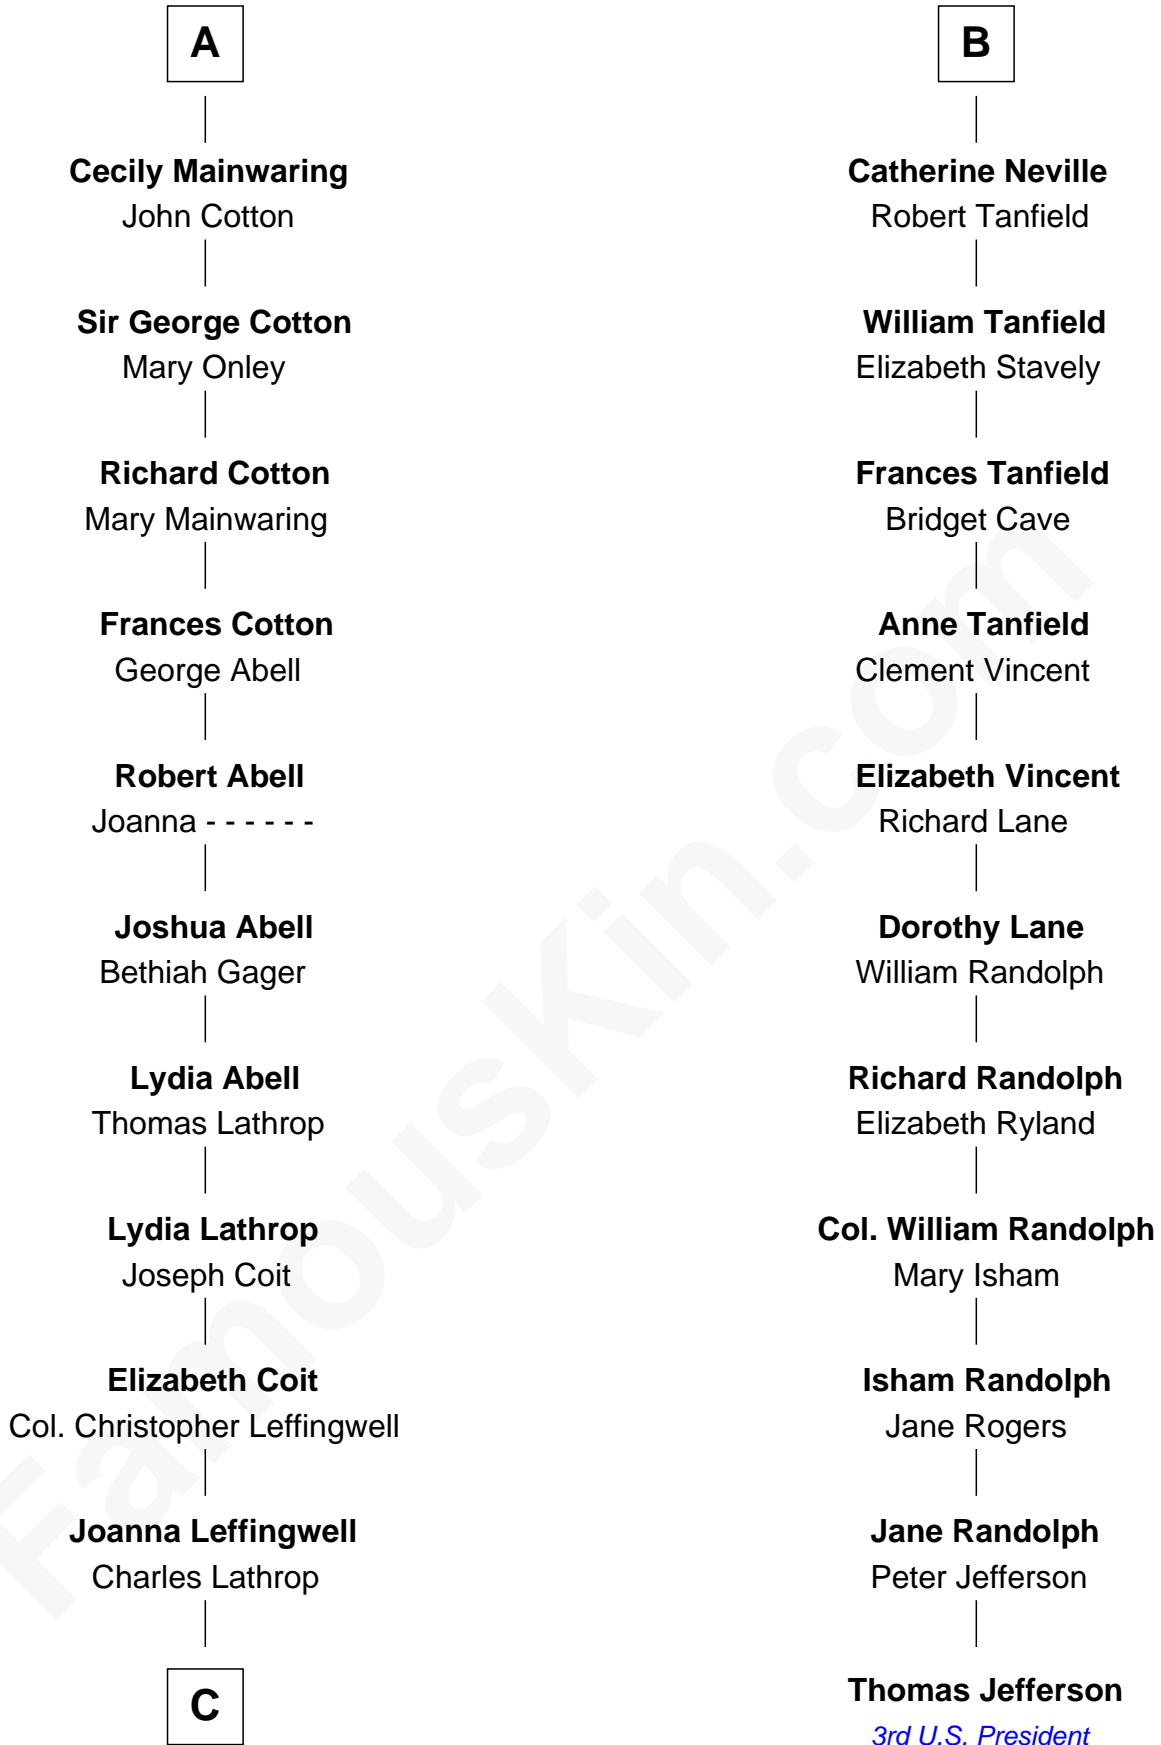 A
Cecily Mainwaring
John Cotton
Sir George Cotton
Mary Onley
Richard Cotton
Mary Mainwaring
Frances Cotton
George Abell
Robert Abell
Joanna - - - - - -
Joshua Abell
Bethiah Gager
Lydia Abell
Thomas Lathrop
Lydia Lathrop
Joseph Coit
Elizabeth Coit
Col. Christopher Leffingwell
Joanna Leffingwell
Charles Lathrop
C
B
Catherine Neville
Robert Tanfield
William Tanfield
Elizabeth Stavely
Frances Tanfield
Bridget Cave
Anne Tanfield
Clement Vincent
Elizabeth Vincent
Richard Lane
Dorothy Lane
William Randolph
Richard Randolph
Elizabeth Ryland
Col. William Randolph
Mary Isham
Isham Randolph
Jane Rogers
Jane Randolph
Peter Jefferson
Thomas Jefferson
3rd U.S. President
FamousKin.com